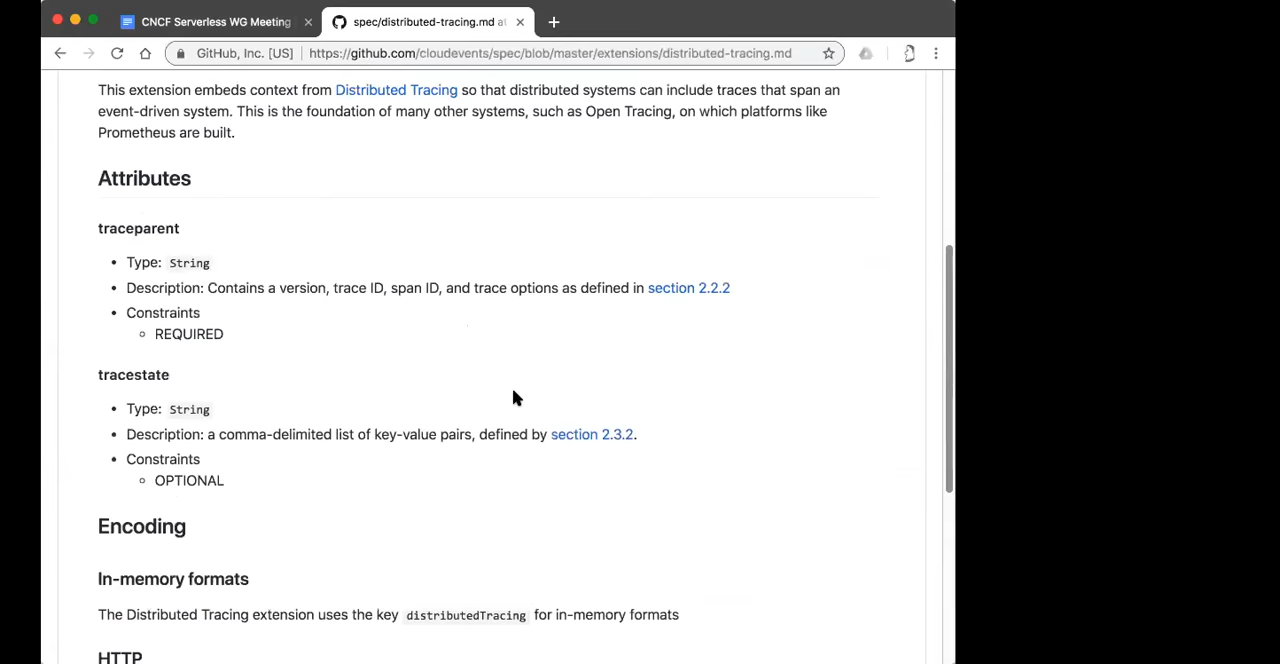 CNCF Serverless WG Meeting
spec/distributed-tracing.md at
GitHub, Inc. [US]
https://github.com/cloudevents/spec/blob/master/extensions/distributed-tracing.md
This extension embeds context from Distributed Tracing so that distributed systems can include traces that span an
event-driven system. This is the foundation of many other systems, such as Open Tracing, on which platforms like
Prometheus are built.
Attributes
traceparent
Type: String
Description: Contains a version, trace ID, span ID, and trace options as defined in section 2.2.2
Constraints
REQUIRED
tracestate
Type: String
Description: a comma-delimited list of key-value pairs, defined by section 2.3.2.
Constraints
OPTIONAL
Encoding
In-memory formats
The Distributed Tracing extension uses the key distributedTracing for in-memory formats
HTTP